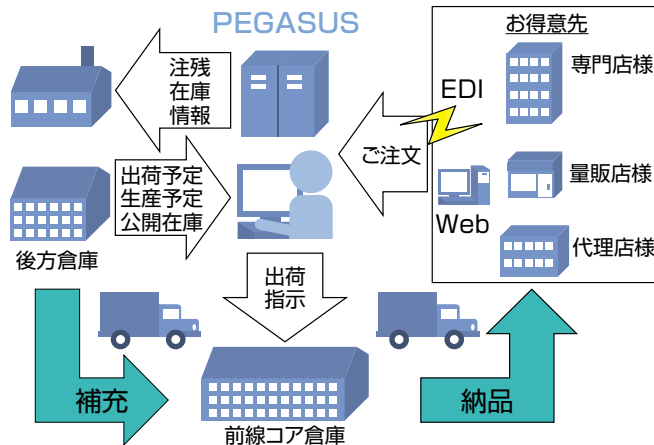 PEGASUS
お得意先
専門店様
EDI
量販店様
Web
代理店様
注残
在庫
情報
ご注文
出荷予定
生産予定
公開在庫
後方倉庫
出荷
指示
補充
前線コア倉庫
納品